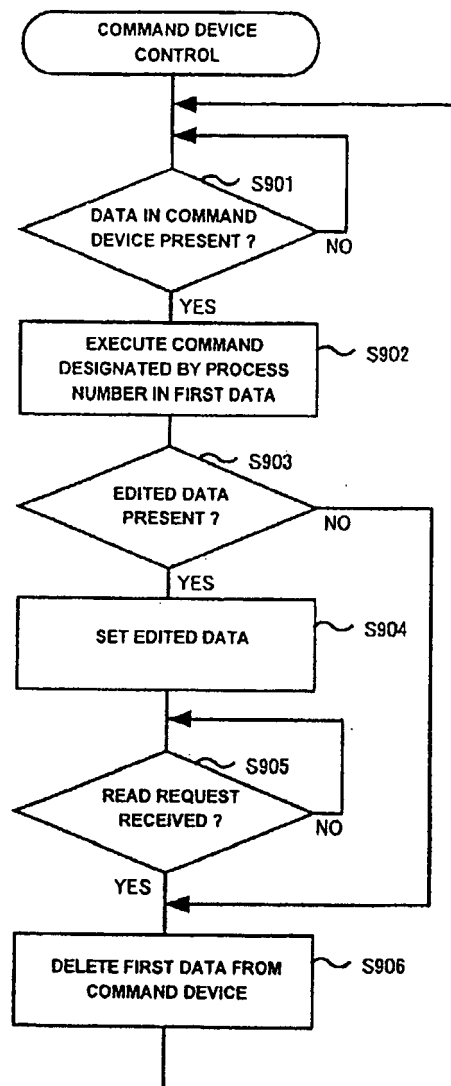 COMMAND DEVICE
CONTROL
S901
DATA IN COMMAND
DEVICE PRESENT ?
NO
YES
EXECUTE COMMAND
DESIGNATED BY PROCESS
NUMBER IN FIRST DATA
S902
S903
EDITED DATA
PRESENT ?
NO
YES
SET EDITED DATA
S904
S905
READ REQUEST
RECEIVED ?
NO
YES
DELETE FIRST DATA FROM
COMMAND DEVICE
S906